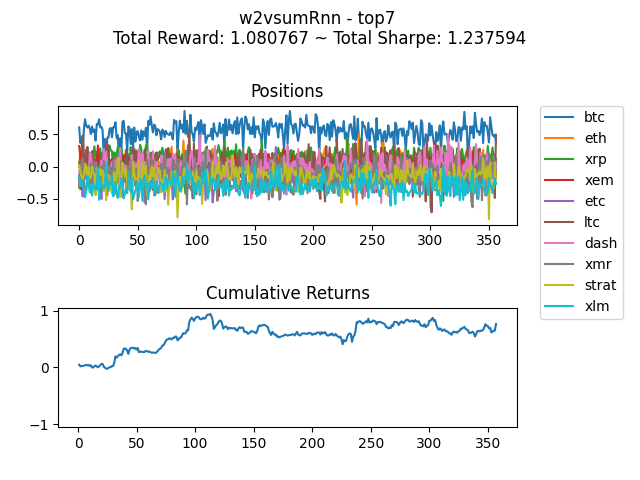 w2vsumRnn - top7
Total Reward: 1.080767 ~ Total Sharpe: 1.237594
Positions
0.5
0.0
−0.5
0 50 100 150 200 250 300 350
btc
eth
xrp
xem
etc
ltc
dash
xmr
strat
xlm
Cumulative Returns
1
0
−1
0 50 100 150 200 250 300 350